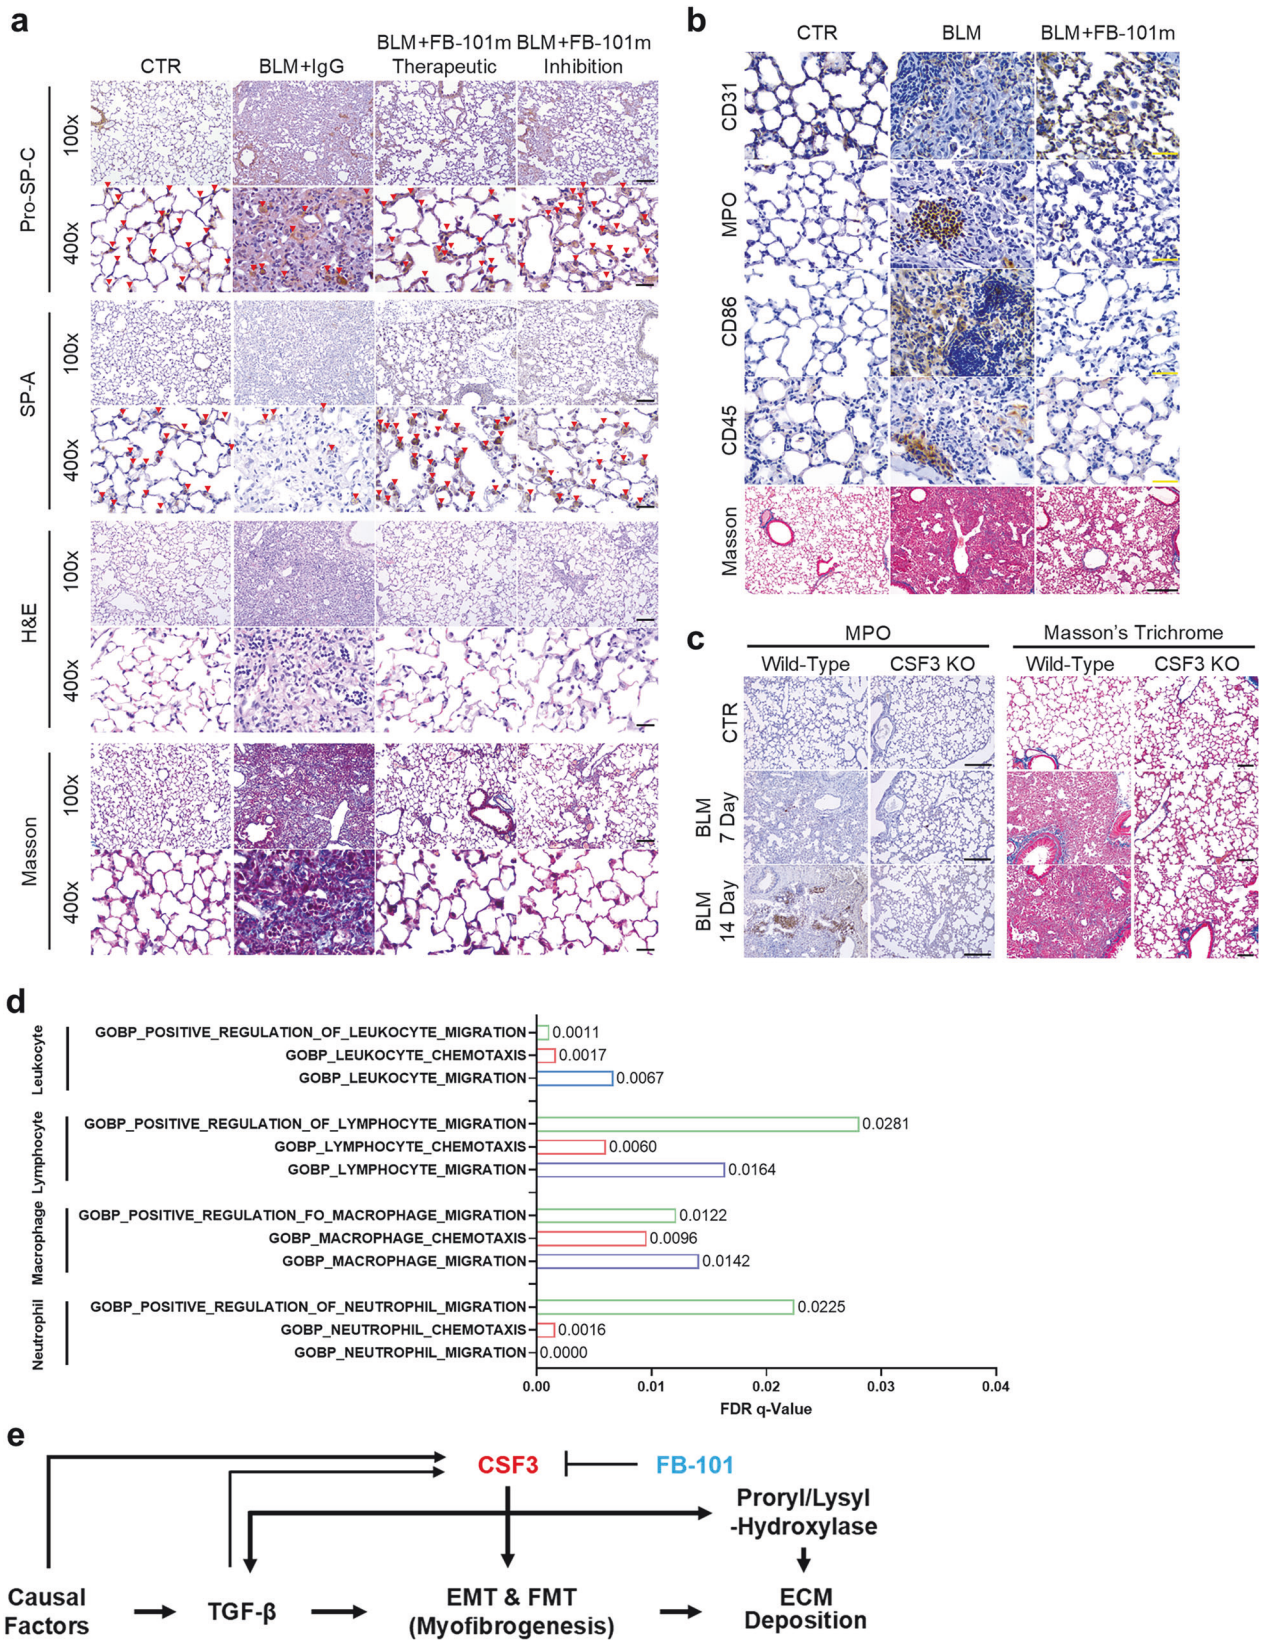 a
CTR
BLM+IgG
BLM+FB-101m
Therapeutic
BLM+FB-101m
Inhibition
Pro-SP-C
100x
400x
SP-A
100x
400x
H&E
100x
400x
Masson
100x
400x
b
CTR
BLM
BLM+FB-101m
CD31
MPO
CD86
CD45
Masson
c
MPO
Masson's Trichrome
Wild-Type
CSF3 KO
Wild-Type
CSF3 KO
CTR
BLM
7 Day
BLM
14 Day
d
Leukocyte
GOBP_POSITIVE_REGULATION_OF_LEUKOCYTE_MIGRATION 0.0011
GOBP_LEUKOCYTE_CHEMOTAXIS 0.0017
GOBP_LEUKOCYTE_MIGRATION 0.0067
Lymphocyte
GOBP_POSITIVE_REGULATION_OF_LYMPHOCYTE_MIGRATION 0.0281
GOBP_LYMPHOCYTE_CHEMOTAXIS 0.0060
GOBP_LYMPHOCYTE_MIGRATION 0.0164
Macrophage
GOBP_POSITIVE_REGULATION_FO_MACROPHAGE_MIGRATION 0.0122
GOBP_MACROPHAGE_CHEMOTAXIS 0.0096
GOBP_MACROPHAGE_MIGRATION 0.0142
Neutrophil
GOBP_POSITIVE_REGULATION_OF_NEUTROPHIL_MIGRATION 0.0225
GOBP_NEUTROPHIL_CHEMOTAXIS 0.0016
GOBP_NEUTROPHIL_MIGRATION 0.0000
0.00 0.01 0.02 0.03 0.04
FDR q-Value
e
CSF3
FB-101
Proryl/Lysyl
-Hydroxylase
Causal
Factors
TGF-β
EMT & FMT
(Myofibrogenesis)
ECM
Deposition